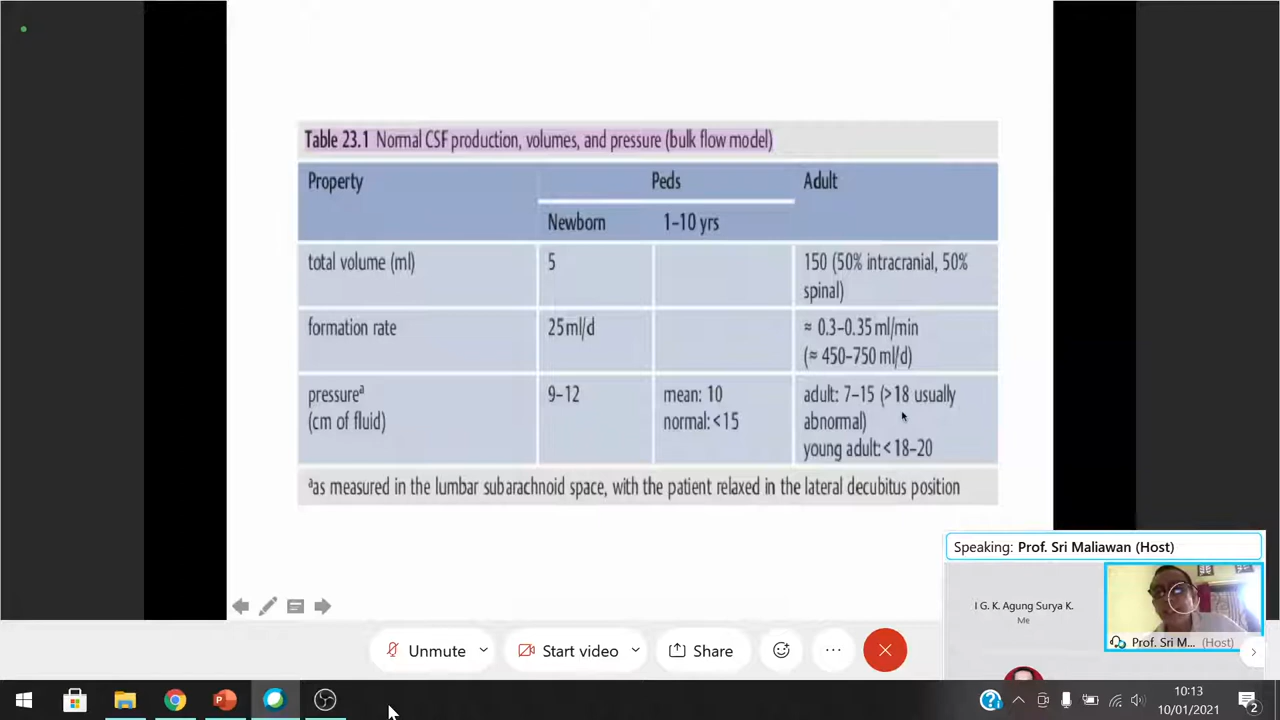 Table 23.1 Normal CSF production, volumes, and pressure (bulk flow model)
Property
Peds
Adult
Newborn
1–10 yrs
total volume (ml)
5
150 (50% intracranial, 50%
spinal)
formation rate
25 ml/d
≈ 0.3–0.35 ml/min
(≈ 450–750 ml/d)
pressureᵃ
(cm of fluid)
9–12
mean: 10
normal: <15
adult: 7–15 (>18 usually
abnormal)
young adult: < 18–20
ᵃas measured in the lumbar subarachnoid space, with the patient relaxed in the lateral decubitus position
Speaking: Prof. Sri Maliawan (Host)
I G. K. Agung Surya K.
Me
Prof. Sri M... (Host)
Unmute
Start video
Share
10:13
10/01/2021
2